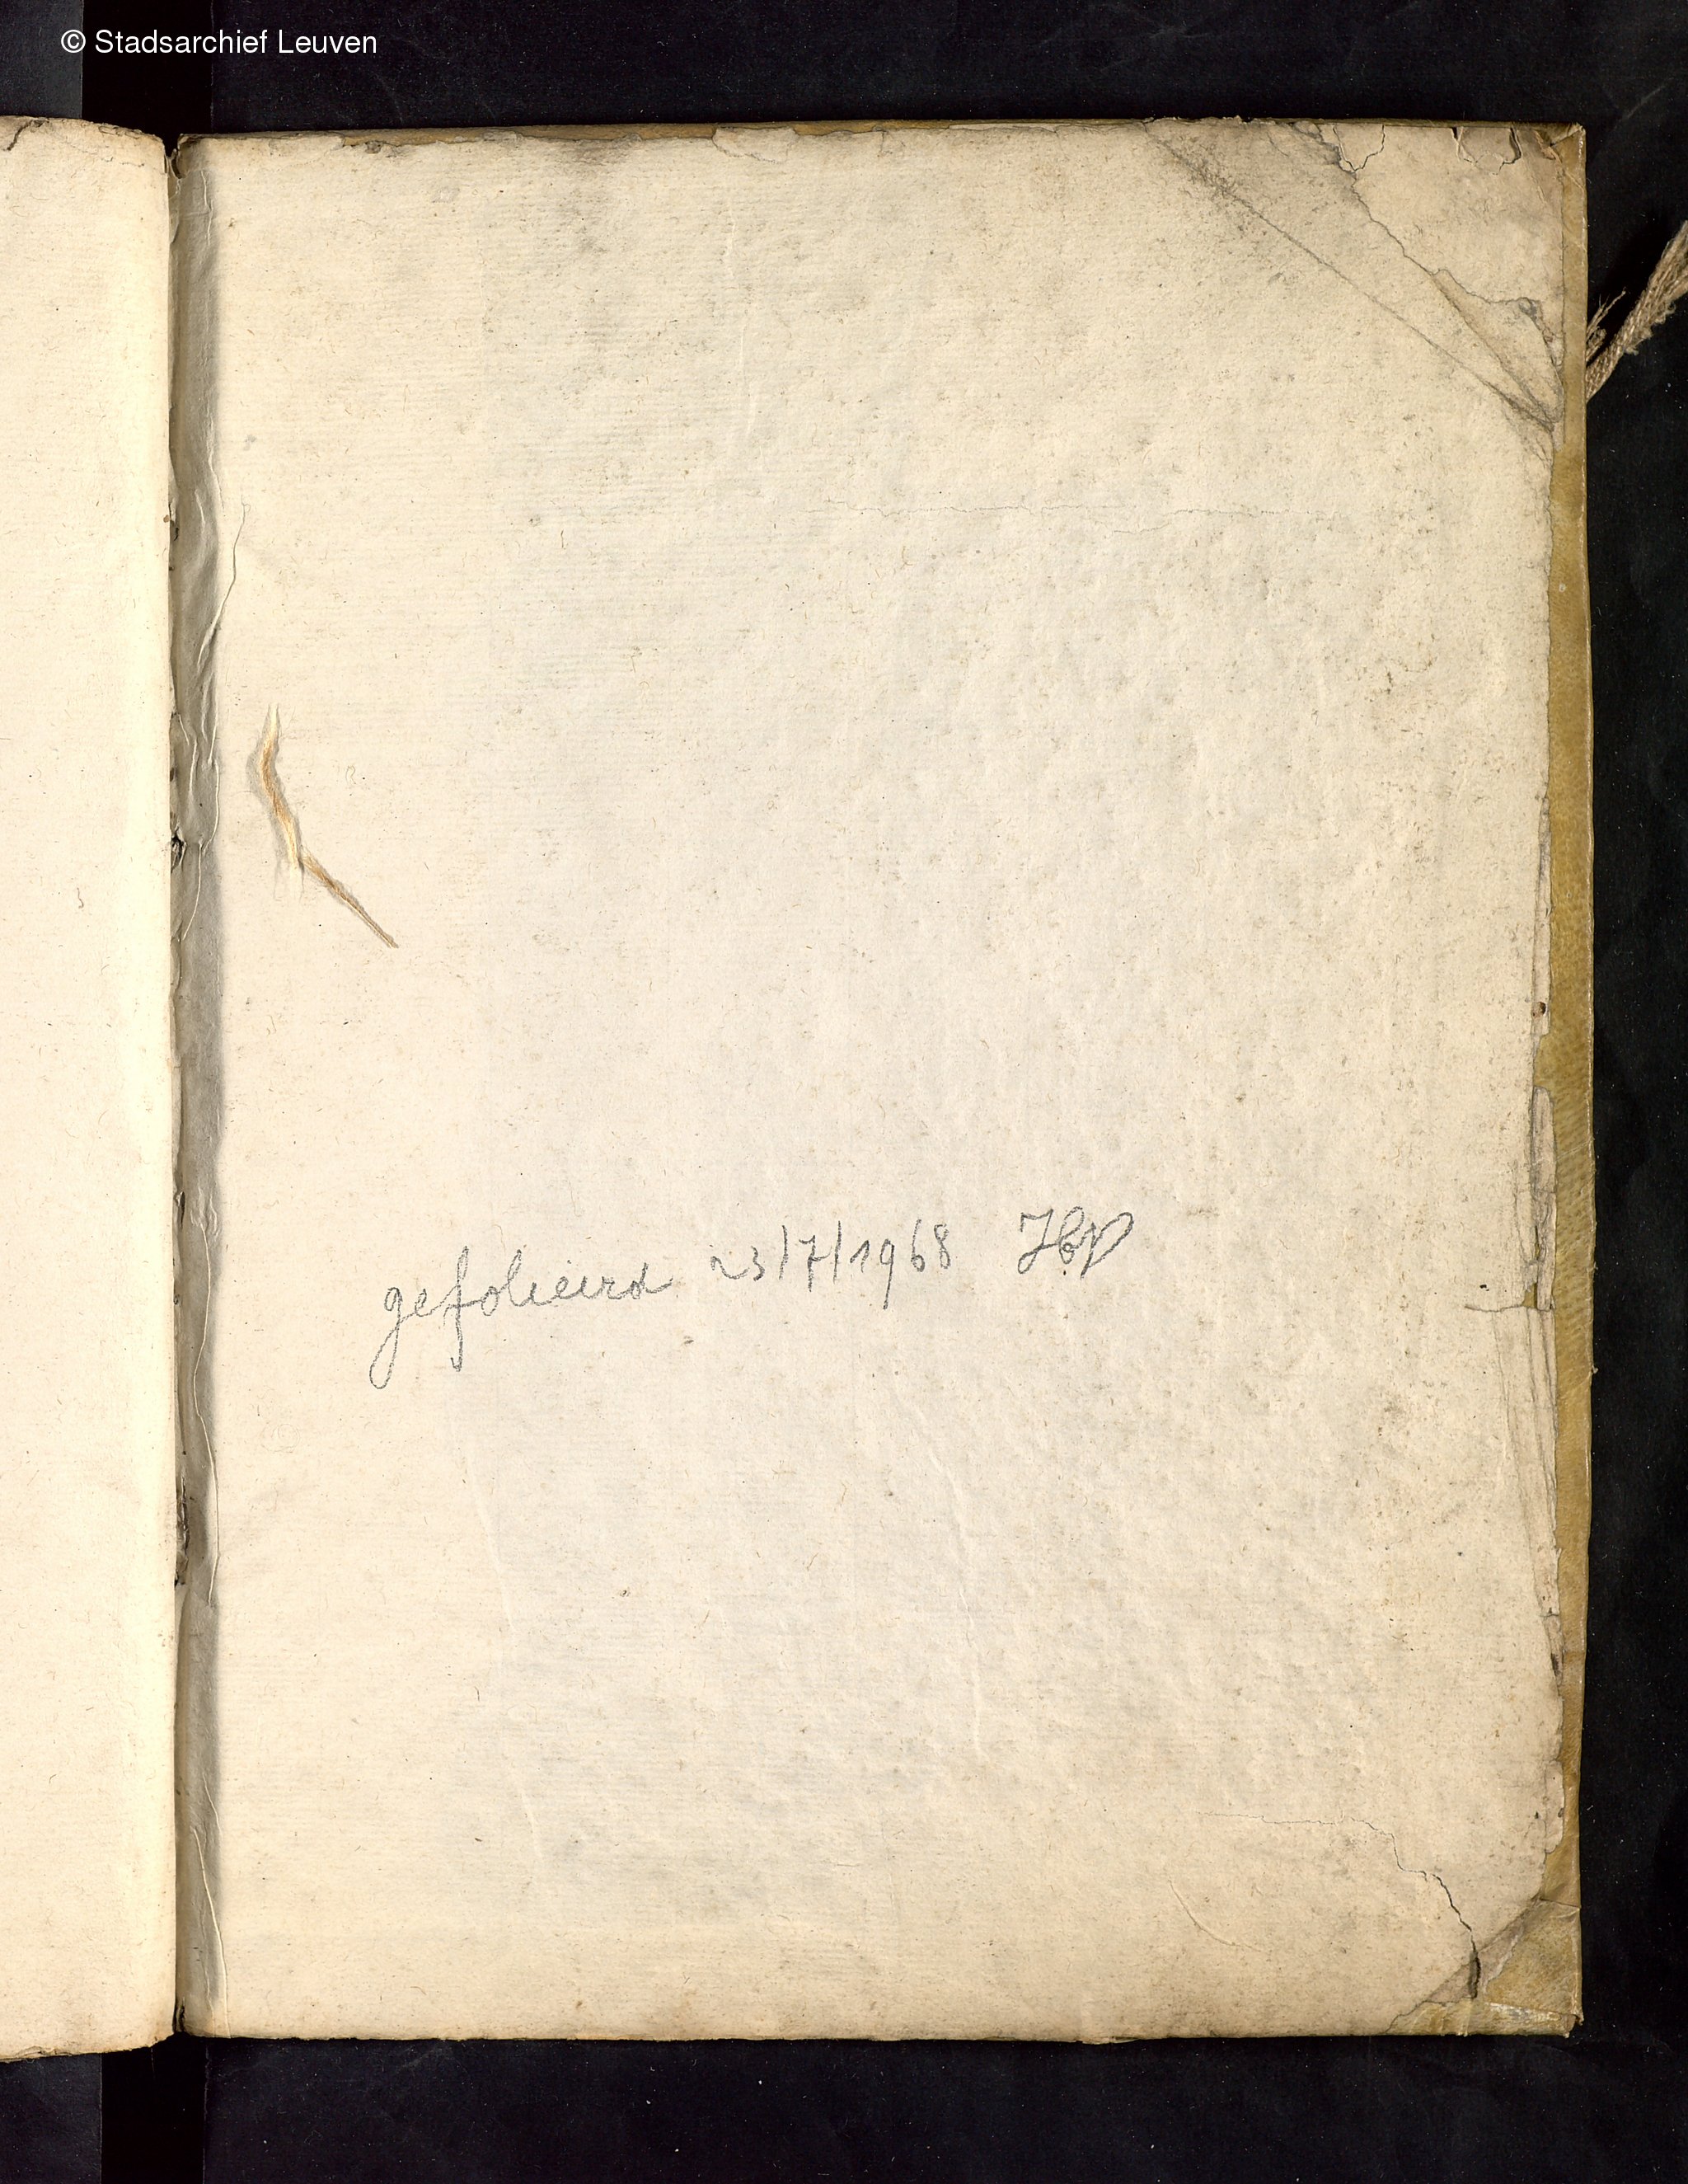 © Stadsarchief Leuven
gefolieerd 23/7/1968